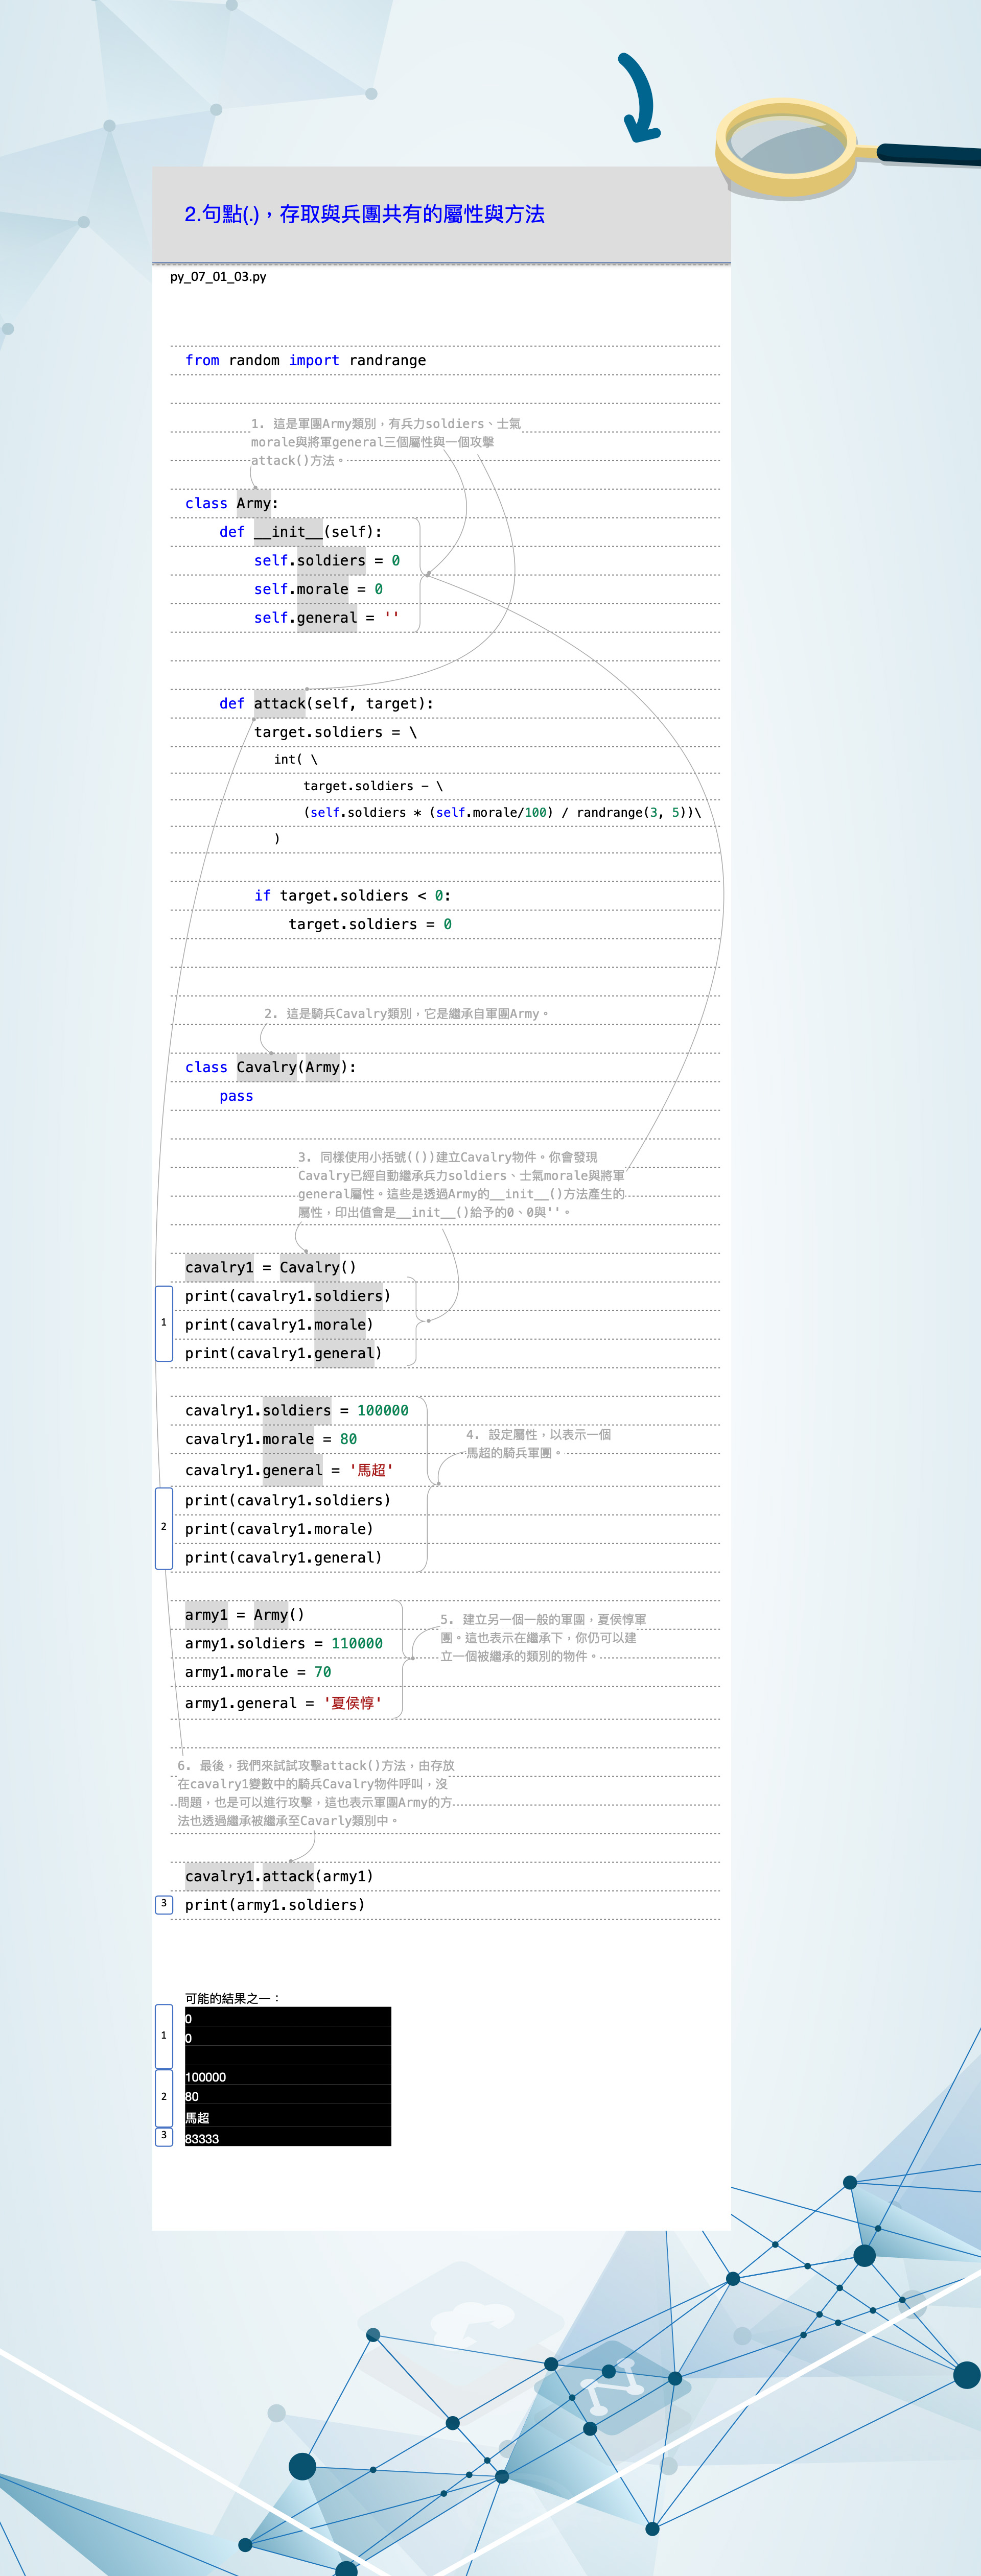 2.句點(.)，存取與兵團共有的屬性與方法
py_07_01_03.py
from random import randrange
1. 這是軍團Army類別，有兵力soldiers、士氣
morale與將軍general三個屬性與一個攻擊
attack()方法。
class Army:
    def __init__(self):
        self.soldiers = 0
        self.morale = 0
        self.general = ''
    def attack(self, target):
        target.soldiers = \
            int( \
                target.soldiers - \
                (self.soldiers * (self.morale/100) / randrange(3, 5))\
            )
        if target.soldiers < 0:
            target.soldiers = 0
2. 這是騎兵Cavalry類別，它是繼承自軍團Army。
class Cavalry(Army):
    pass
3. 同樣使用小括號(())建立Cavalry物件。你會發現
Cavalry已經自動繼承兵力soldiers、士氣morale與將軍
general屬性。這些是透過Army的__init__()方法產生的
屬性，印出值會是__init__()給予的0、0與''。
cavalry1 = Cavalry()
print(cavalry1.soldiers)
1 print(cavalry1.morale)
print(cavalry1.general)
cavalry1.soldiers = 100000
cavalry1.morale = 80
cavalry1.general = '馬超'
4. 設定屬性，以表示一個
馬超的騎兵軍團。
print(cavalry1.soldiers)
2 print(cavalry1.morale)
print(cavalry1.general)
army1 = Army()
army1.soldiers = 110000
army1.morale = 70
army1.general = '夏侯惇'
5. 建立另一個一般的軍團，夏侯惇軍
團。這也表示在繼承下，你仍可以建
立一個被繼承的類別的物件。
6. 最後，我們來試試攻擊attack()方法，由存放
在cavalry1變數中的騎兵Cavalry物件呼叫，沒
問題，也是可以進行攻擊，這也表示軍團Army的方
法也透過繼承被繼承至Cavarly類別中。
cavalry1.attack(army1)
3 print(army1.soldiers)
可能的結果之一：
0
1 0
100000
2 80
馬超
3 83333